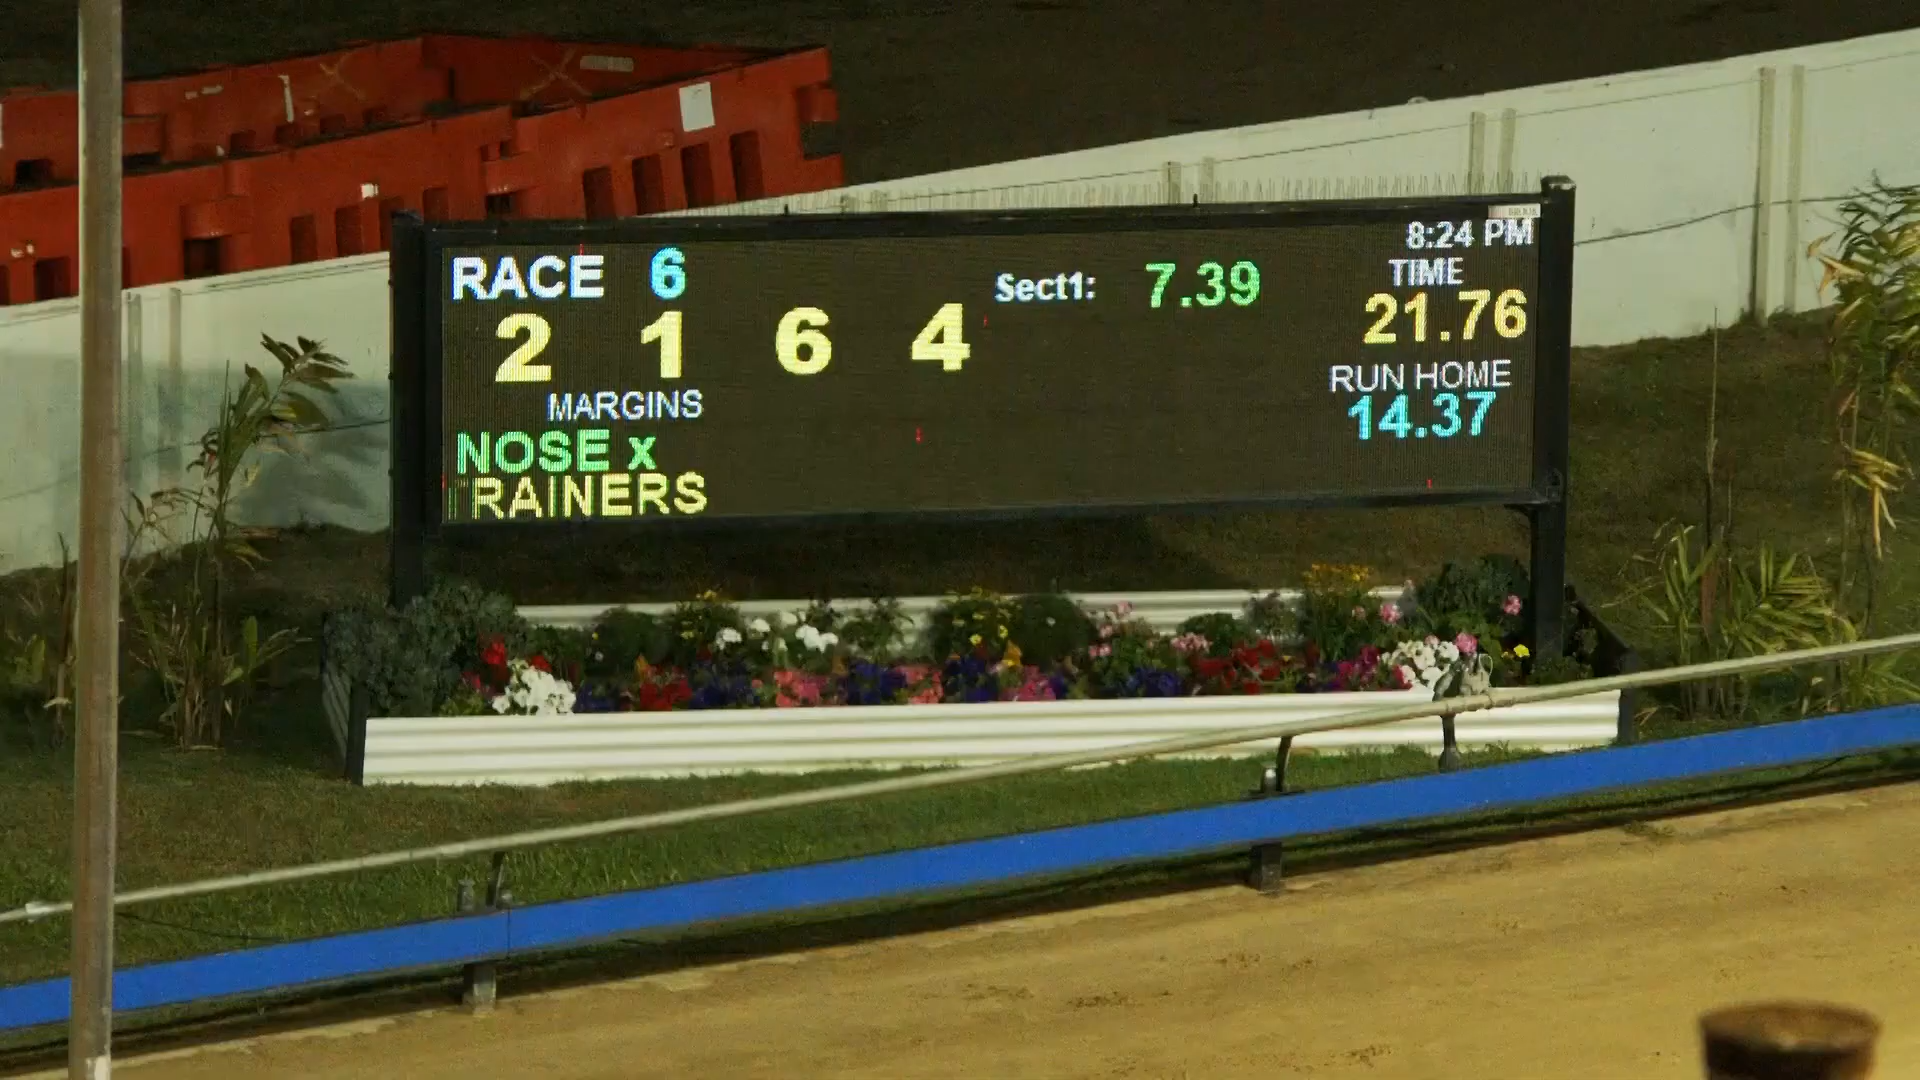 RACE 6
2 1 6 4
MARGINS
NOSE x
TRAINERS
Sect1: 7.39
8:24 PM
TIME
21.76
RUN HOME
14.37